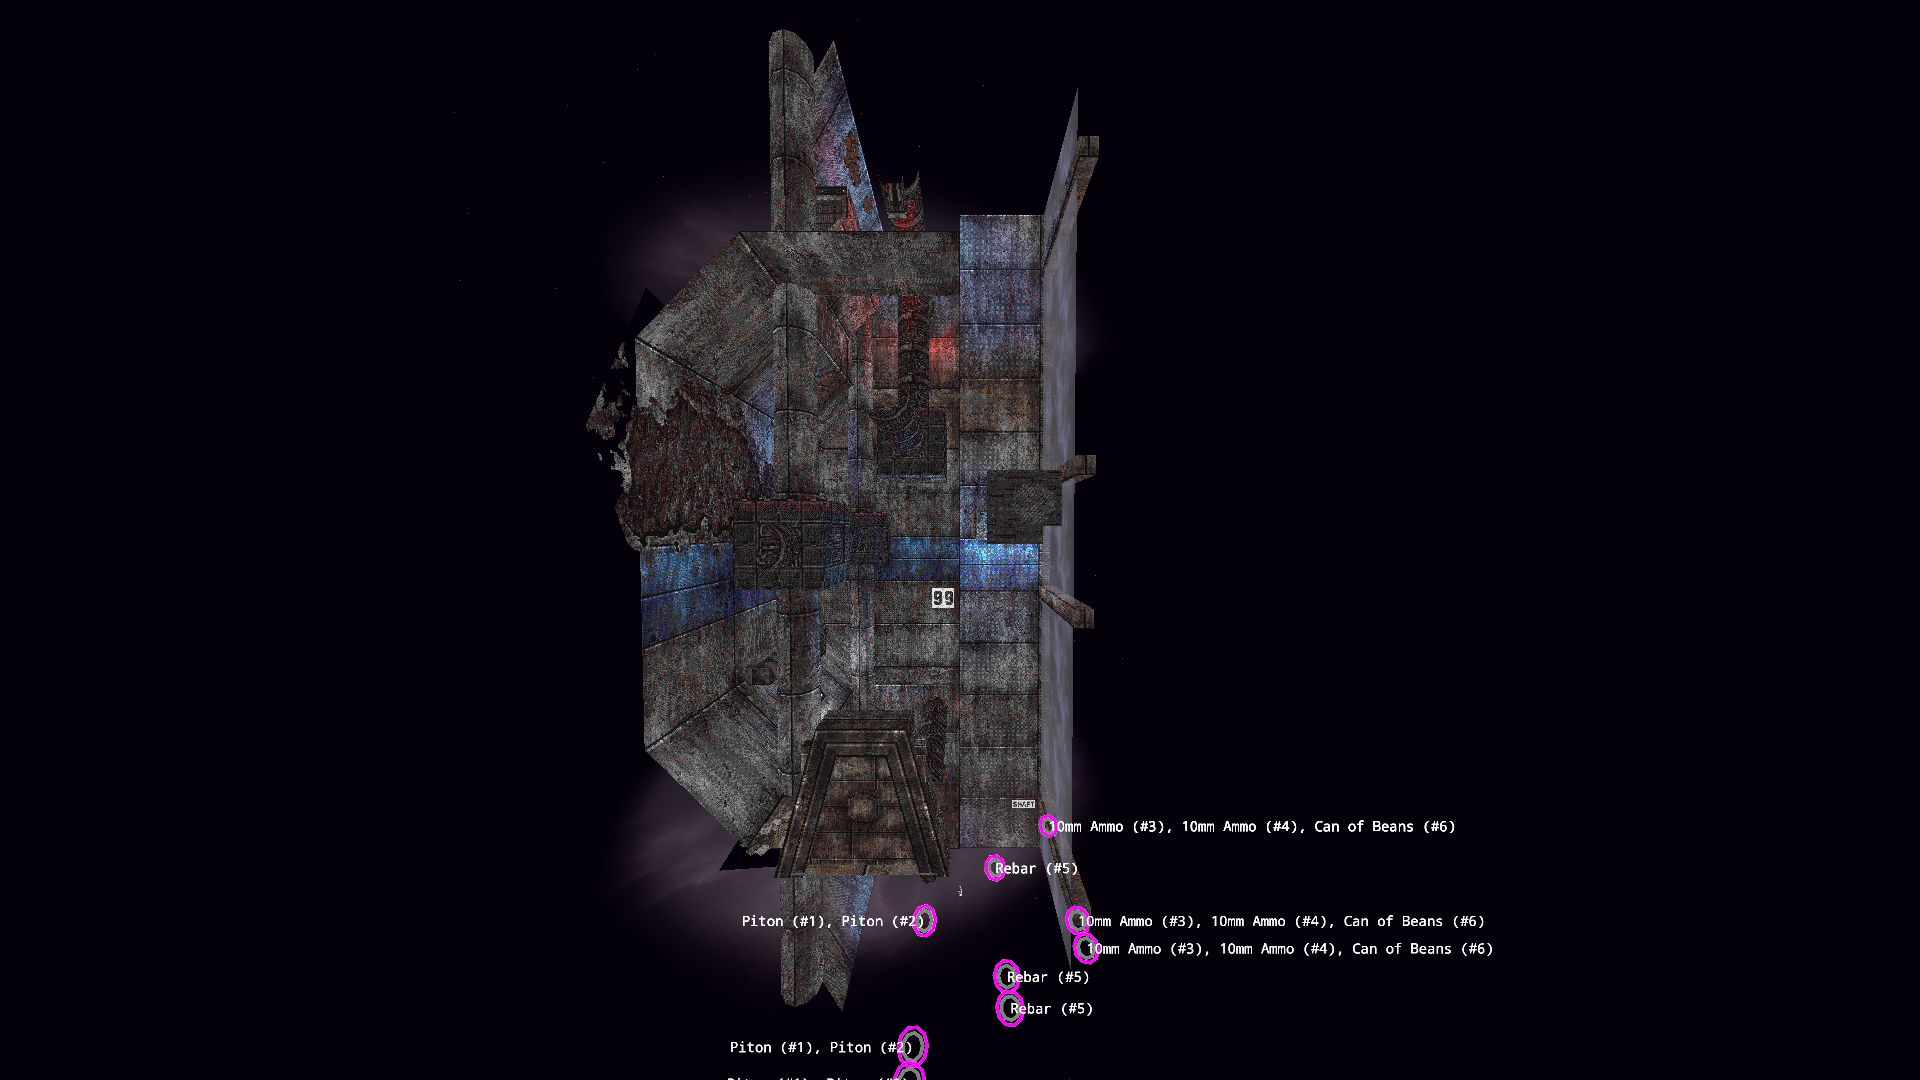 99
SHAFT
10mm Ammo (#3), 10mm Ammo (#4), Can of Beans (#6)
Rebar (#5)
Piton (#1), Piton (#2)
10mm Ammo (#3), 10mm Ammo (#4), Can of Beans (#6)
10mm Ammo (#3), 10mm Ammo (#4), Can of Beans (#6)
Rebar (#5)
Rebar (#5)
Piton (#1), Piton (#2)